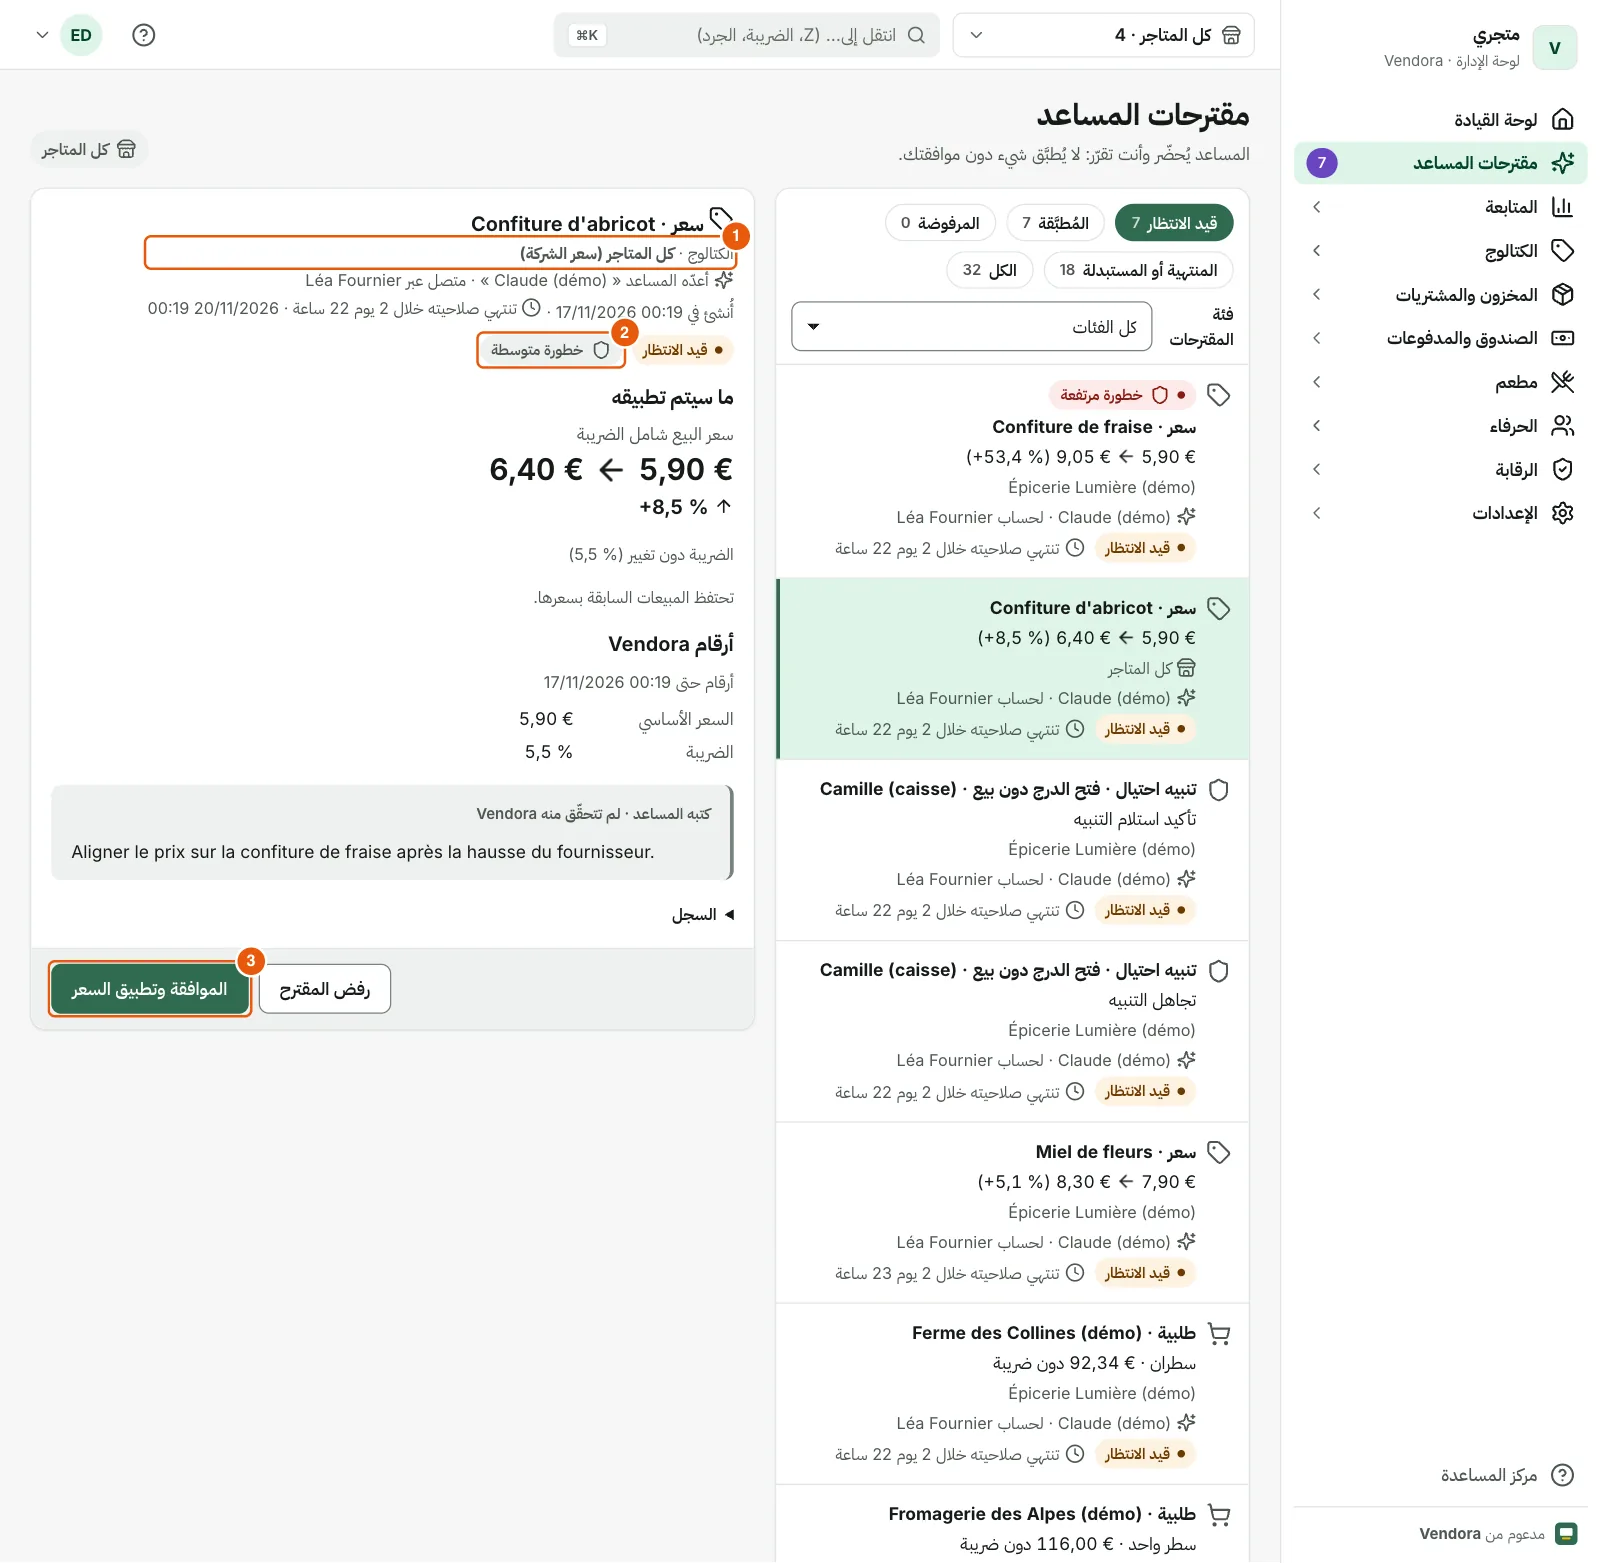 متجري
لوحة الإدارة · Vendora
V
لوحة القيادة
مقترحات المساعد
7
المتابعة
الكتالوج
المخزون والمشتريات
الصندوق والمدفوعات
مطعم
الحرفاء
الرقابة
الإعدادات
مركز المساعدة
مدعوم من Vendora
كل المتاجر · 4
انتقل إلى... (Z، الضريبة، الجرد)
⌘K
ED
مقترحات المساعد
المساعد يُحضّر وأنت تقرّر: لا يُطبَّق شيء دون موافقتك.
كل المتاجر
قيد الانتظار 7
المُطبَّقة 7
المرفوضة 0
المنتهية أو المستبدلة 18
الكل 32
فئة المقترحات
كل الفئات
خطورة مرتفعة
سعر · Confiture de fraise
5,90 € ← 9,05 € (+53,4 %)
Épicerie Lumière (démo)
Claude (démo) · لحساب Léa Fournier
قيد الانتظار
تنتهي صلاحيته خلال 2 يوم 22 ساعة
سعر · Confiture d'abricot
5,90 € ← 6,40 € (+8,5 %)
كل المتاجر
Claude (démo) · لحساب Léa Fournier
قيد الانتظار
تنتهي صلاحيته خلال 2 يوم 22 ساعة
تنبيه احتيال · فتح الدرج دون بيع · Camille (caisse)
تأكيد استلام التنبيه
Épicerie Lumière (démo)
Claude (démo) · لحساب Léa Fournier
قيد الانتظار
تنتهي صلاحيته خلال 2 يوم 22 ساعة
تنبيه احتيال · فتح الدرج دون بيع · Camille (caisse)
تجاهل التنبيه
Épicerie Lumière (démo)
Claude (démo) · لحساب Léa Fournier
قيد الانتظار
تنتهي صلاحيته خلال 2 يوم 22 ساعة
سعر · Miel de fleurs
7,90 € ← 8,30 € (+5,1 %)
Épicerie Lumière (démo)
Claude (démo) · لحساب Léa Fournier
قيد الانتظار
تنتهي صلاحيته خلال 2 يوم 23 ساعة
طلبية · Ferme des Collines (démo)
سطران · 92,34 € دون ضريبة
Épicerie Lumière (démo)
Claude (démo) · لحساب Léa Fournier
قيد الانتظار
تنتهي صلاحيته خلال 2 يوم 22 ساعة
طلبية · Fromagerie des Alpes (démo)
سطر واحد · 116,00 € دون ضريبة
سعر · Confiture d'abricot
1
الكتالوج · كل المتاجر (سعر الشركة)
أعدّه المساعد « Claude (démo) » · متصل عبر Léa Fournier
أُنشئ في 17/11/2026 00:19 · تنتهي صلاحيته خلال 2 يوم 22 ساعة · 20/11/2026 00:19
قيد الانتظار
خطورة متوسطة
2
ما سيتم تطبيقه
سعر البيع شامل الضريبة
5,90 € ← 6,40 €
↑ +8,5 %
الضريبة دون تغيير (5,5 %)
تحتفظ المبيعات السابقة بسعرها.
أرقام Vendora
أرقام حتى 17/11/2026 00:19
السعر الأساسي 5,90 €
الضريبة 5,5 %
كتبه المساعد · لم تتحقّق منه Vendora
Aligner le prix sur la confiture de fraise après la hausse du fournisseur.
السجل
رفض المقترح
3
الموافقة وتطبيق السعر